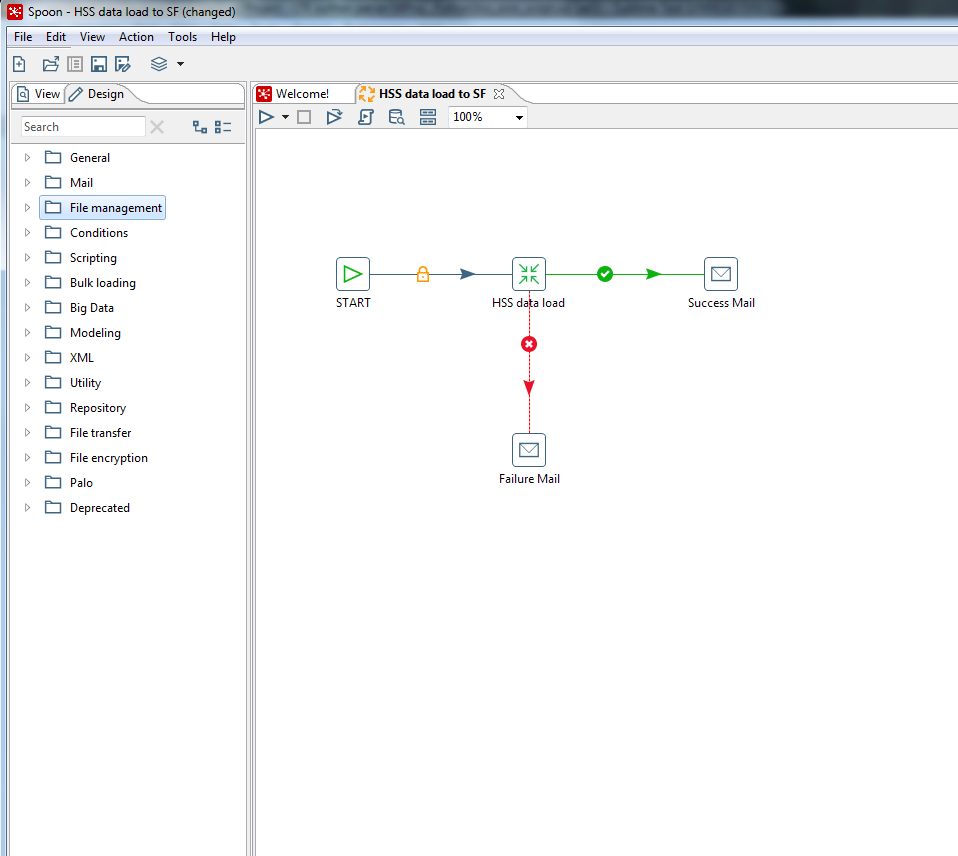 Spoon - HSS data load to SF (changed)
File Edit View Action Tools Help
View Design
Welcome! HSS data load to SF
Search
100%
General
Mail
File management
Conditions
Scripting
Bulk loading
Big Data
Modeling
XML
Utility
Repository
File transfer
File encryption
Palo
Deprecated
START
HSS data load
Success Mail
Failure Mail